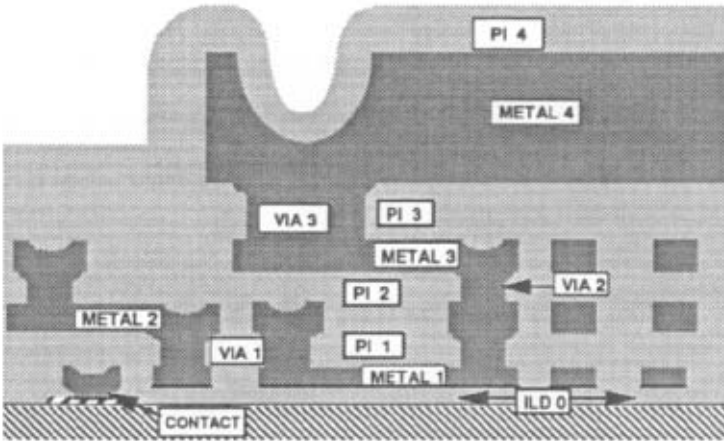 PI 4
METAL 4
VIA 3
PI 3
METAL 3
PI 2
VIA 2
METAL 2
VIA 1
PI 1
METAL 1
ILD 0
CONTACT